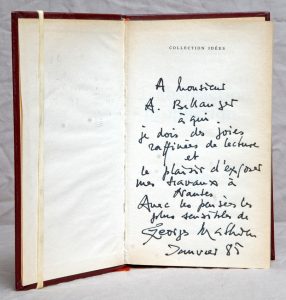 COLLECTION IDÉES
A Monsieur
A. Bellanger
à qui
je dois des joies
raffinées de lecture
et
le plaisir d'exposer
mes travaux à
Nantes.
Avec les pensées les
plus sensibles de
Georges Mathieu
Janvier 85